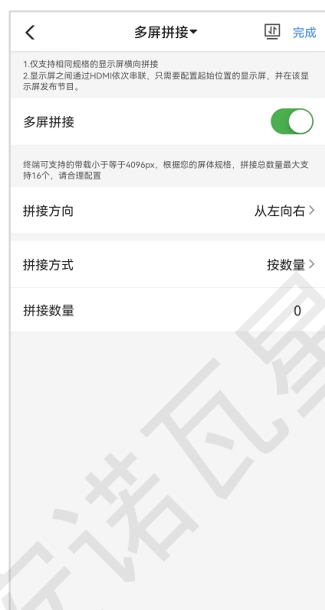 多屏拼接
完成
1.仅支持相同规格的显示屏横向拼接
2.显示屏之间通过HDMI依次串联，只需要配置起始位置的显示屏，并在该显
示屏发布节目。
多屏拼接
终端可支持的带载小于等于4096px，根据您的屏体规格，拼接总数量最大支
持16个，请合理配置
拼接方向 从左向右
拼接方式 按数量
拼接数量 0
安诺瓦星